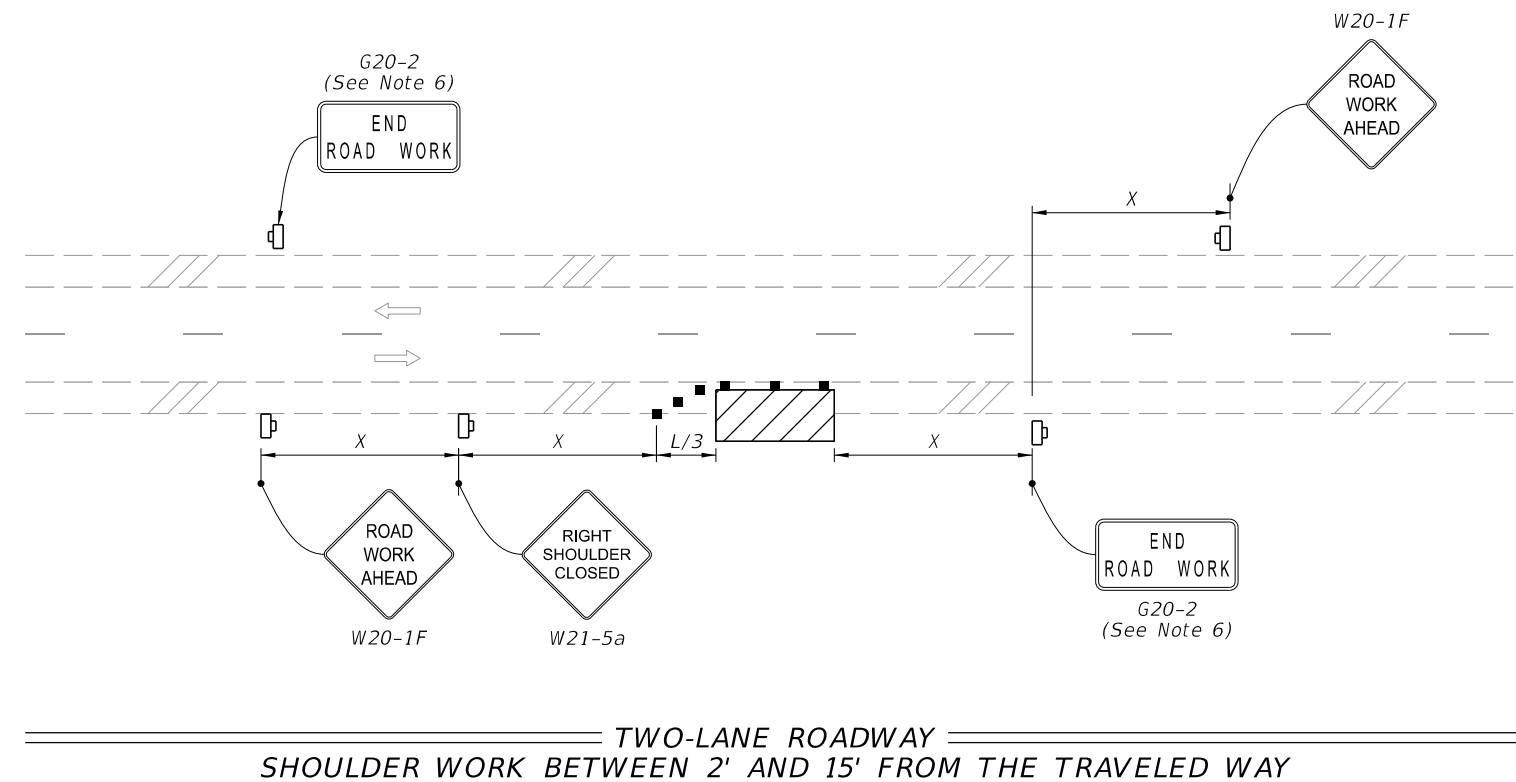 W20-1F
ROAD
WORK
AHEAD
G20-2
(See Note 6)
END
ROAD WORK
X
X
X
L/3
X
ROAD
WORK
AHEAD
W20-1F
RIGHT
SHOULDER
CLOSED
W21-5a
END
ROAD WORK
G20-2
(See Note 6)
TWO-LANE ROADWAY
SHOULDER WORK BETWEEN 2' AND 15' FROM THE TRAVELED WAY